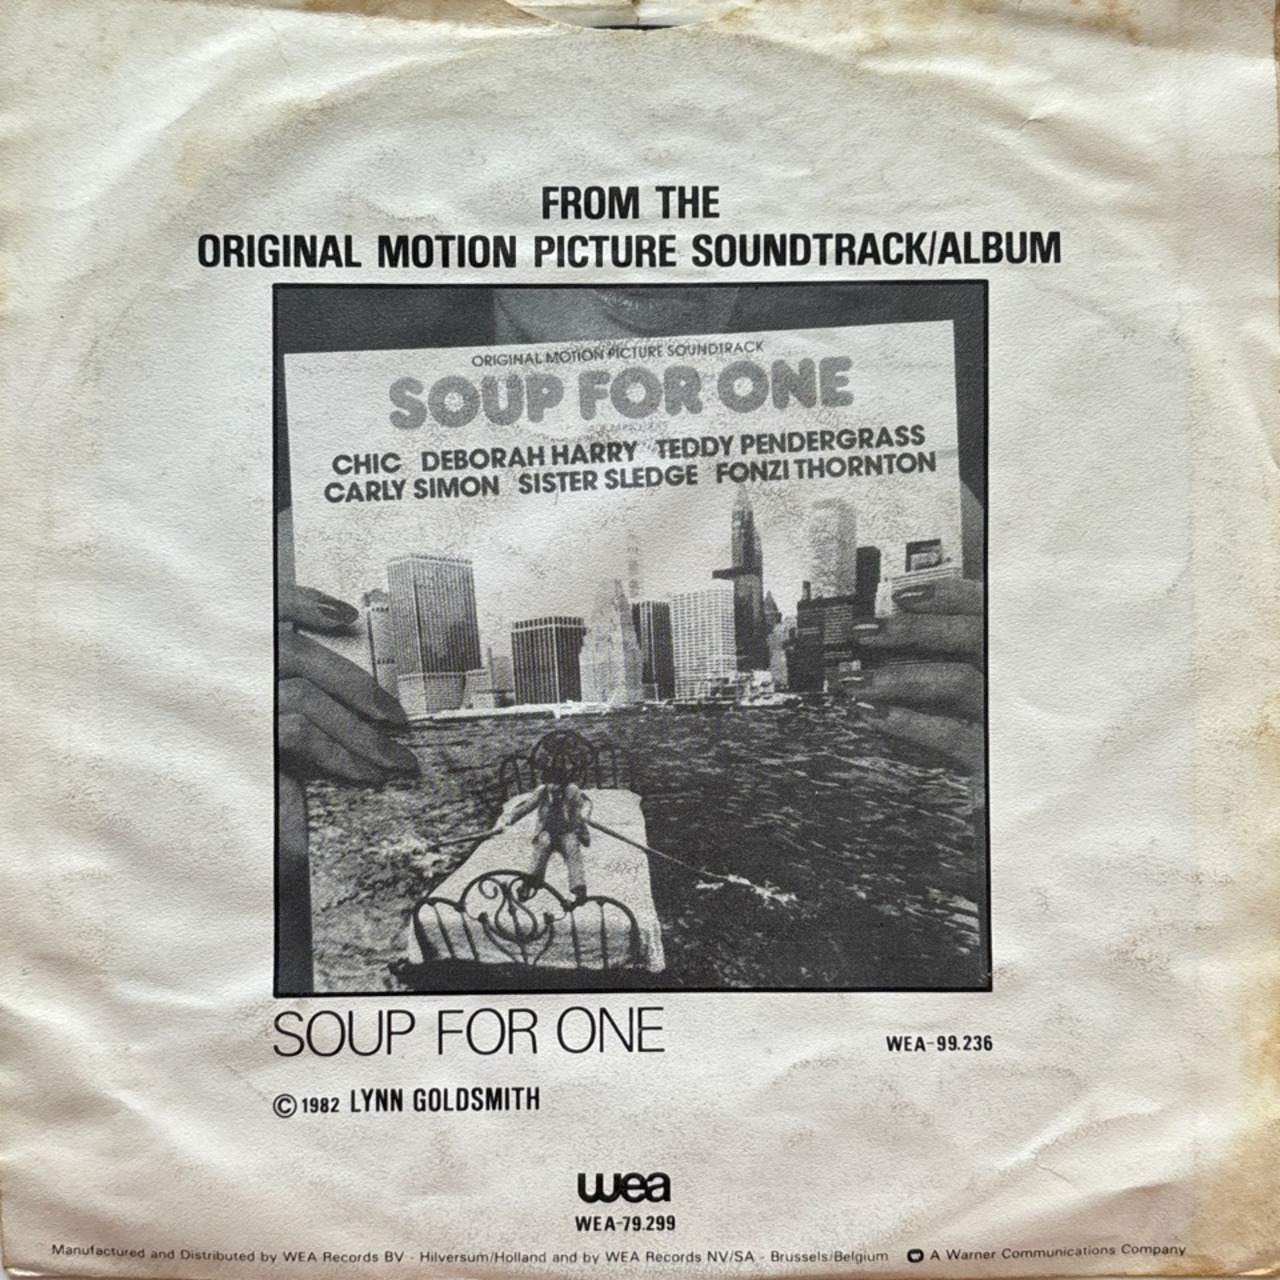 FROM THE
ORIGINAL MOTION PICTURE SOUNDTRACK/ALBUM
ORIGINAL MOTION PICTURE SOUNDTRACK
SOUP FOR ONE
CHIC DEBORAH HARRY TEDDY PENDERGRASS
CARLY SIMON SISTER SLEDGE FONZI THORNTON
SOUP FOR ONE
WEA-99.236
© 1982 LYNN GOLDSMITH
wea
WEA-79.299
Manufactured and Distributed by WEA Records BV - Hilversum/Holland and by WEA Records NV/SA - Brussels/Belgium A Warner Communications Company